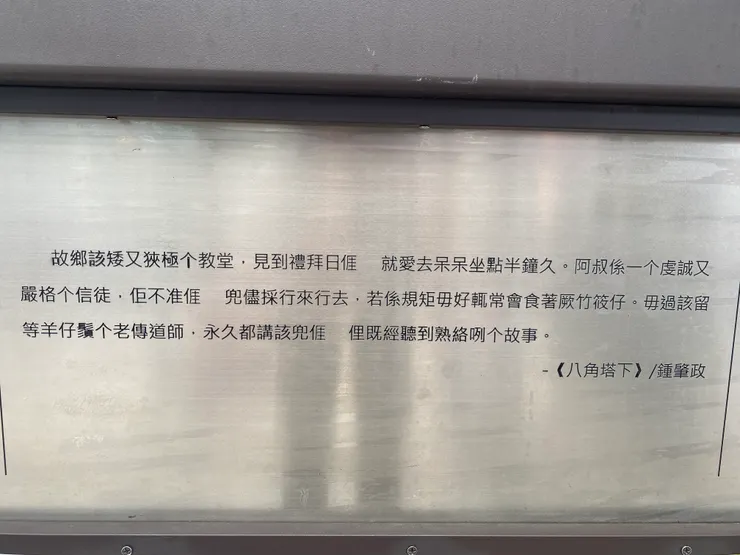 故鄉該矮又狹極个教堂，見到禮拜日𠊎　就愛去呆呆坐點半鐘久。阿叔係一个虔誠又
嚴格个信徒，佢不准𠊎　兜儘採行來行去，若係規矩毋好輒常會食著厥竹筱仔。毋過該留
等羊仔鬚个老傳道師，永久都講該兜𠊎　俚既經聽到熟絡咧个故事。
-《八角塔下》/鍾肇政